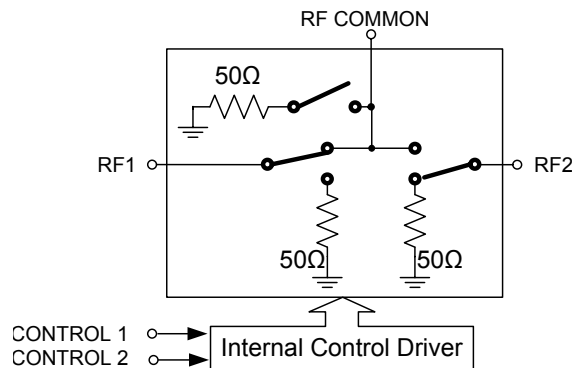 RF COMMON
50Ω
RF1
RF2
50Ω
50Ω
CONTROL 1
CONTROL 2
Internal Control Driver